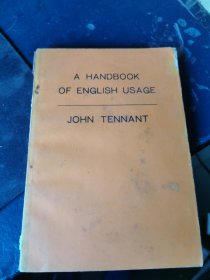 A HANDBOOK
OF ENGLISH USAGE
JOHN TENNANT